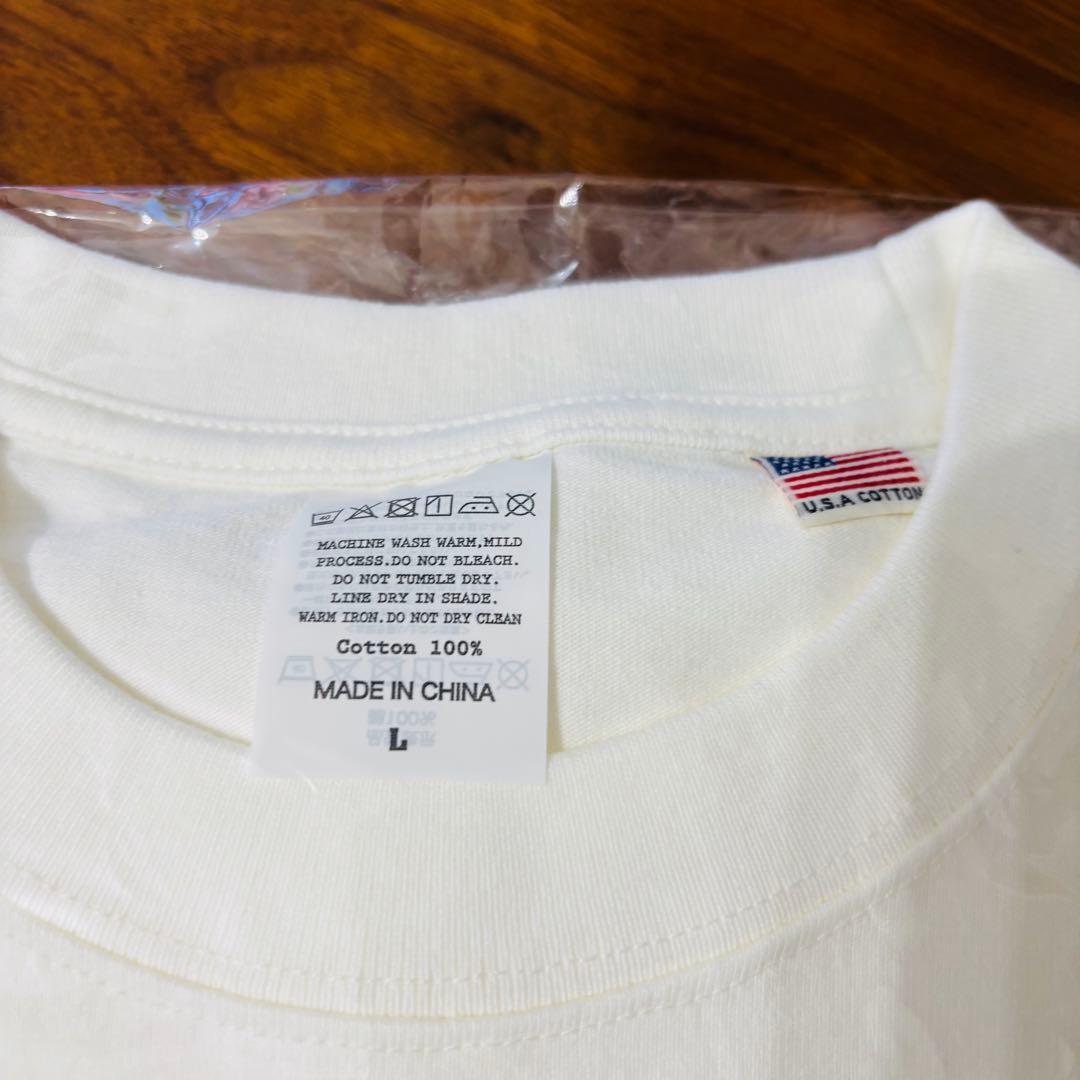 40
MACHINE WASH WARM,MILD
PROCESS.DO NOT BLEACH.
DO NOT TUMBLE DRY.
LINE DRY IN SHADE.
WARM IRON.DO NOT DRY CLEAN
Cotton 100%
MADE IN CHINA
L
U.S.A COTTON